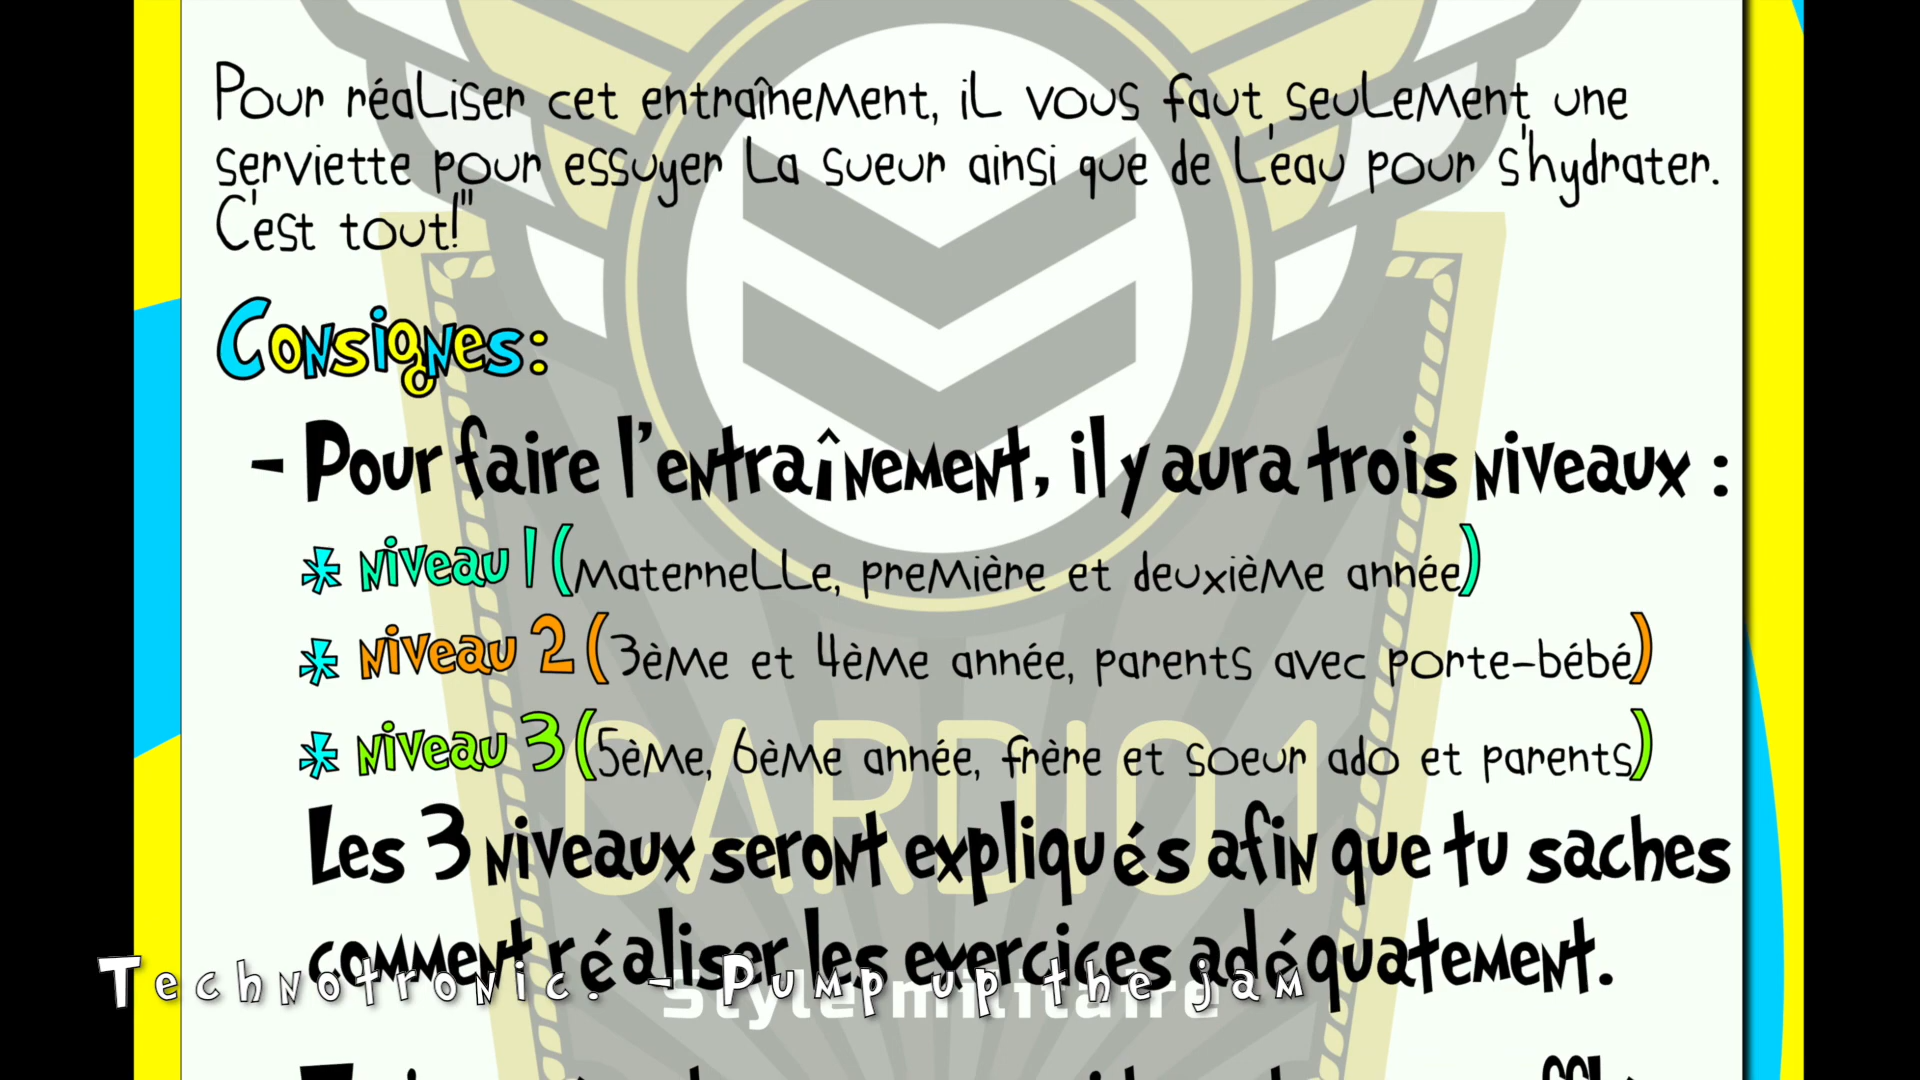 Pour réaliser cet entraînement, il vous faut seulement une
serviette pour essuyer la sueur ainsi que de l'eau pour s'hydrater.
C'est tout!"
Consignes:
- Pour faire l'entraînement, il y aura trois niveaux :
* niveau 1 (maternelle, première et deuxième année)
* niveau 2 (3ème et 4ème année, parents avec porte-bébé)
* niveau 3 (5ème, 6ème année, frère et soeur ado et parents)
CARDIO 1
Les 3 niveaux seront expliqués afin que tu saches
comment réaliser les exercices adéquatement.
Technotronic. - Pump up the jam
Style militaire